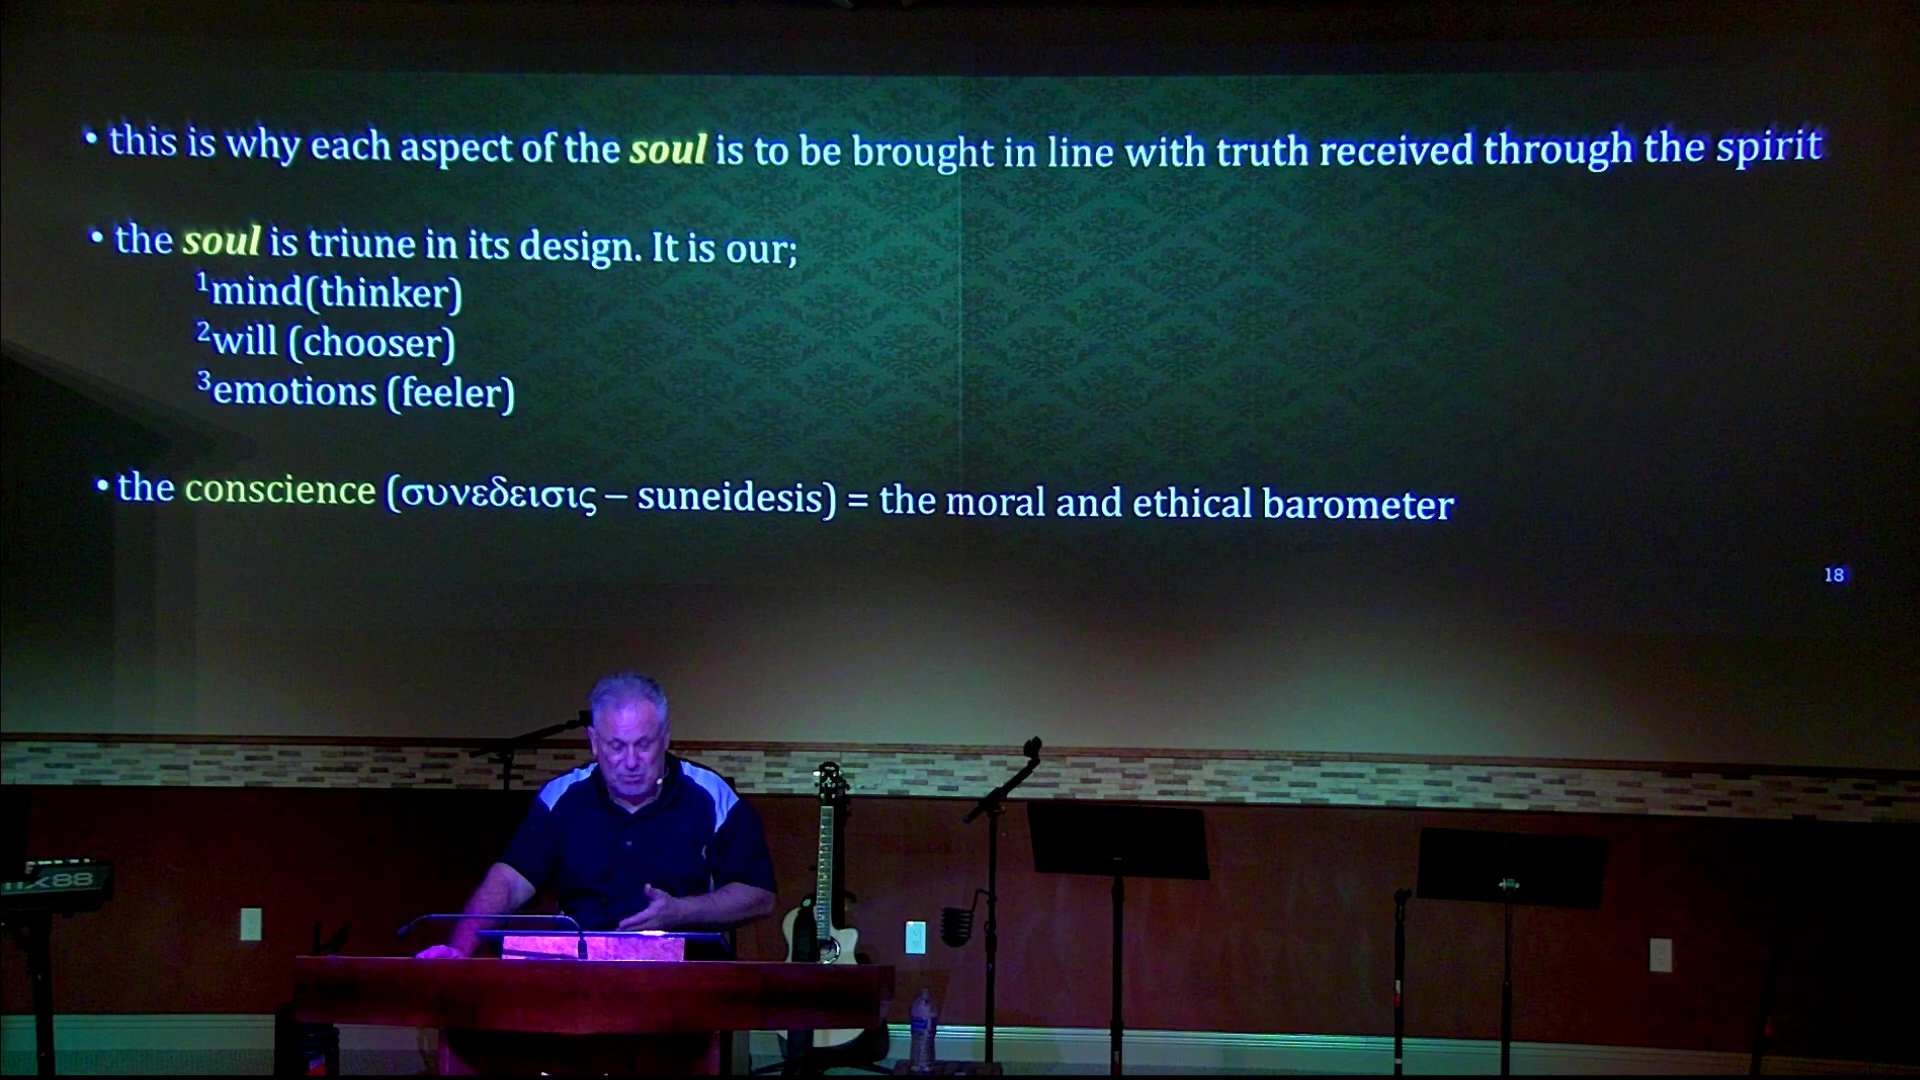 • this is why each aspect of the soul is to be brought in line with truth received through the spirit
• the soul is triune in its design. It is our;
¹mind(thinker)
²will (chooser)
³emotions (feeler)
• the conscience (συνεδεισις – suneidesis) = the moral and ethical barometer
18